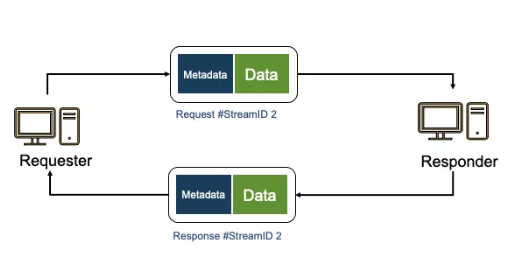 Metadata Data
Request #StreamID 2
Requester
Responder
Metadata Data
Response #StreamID 2